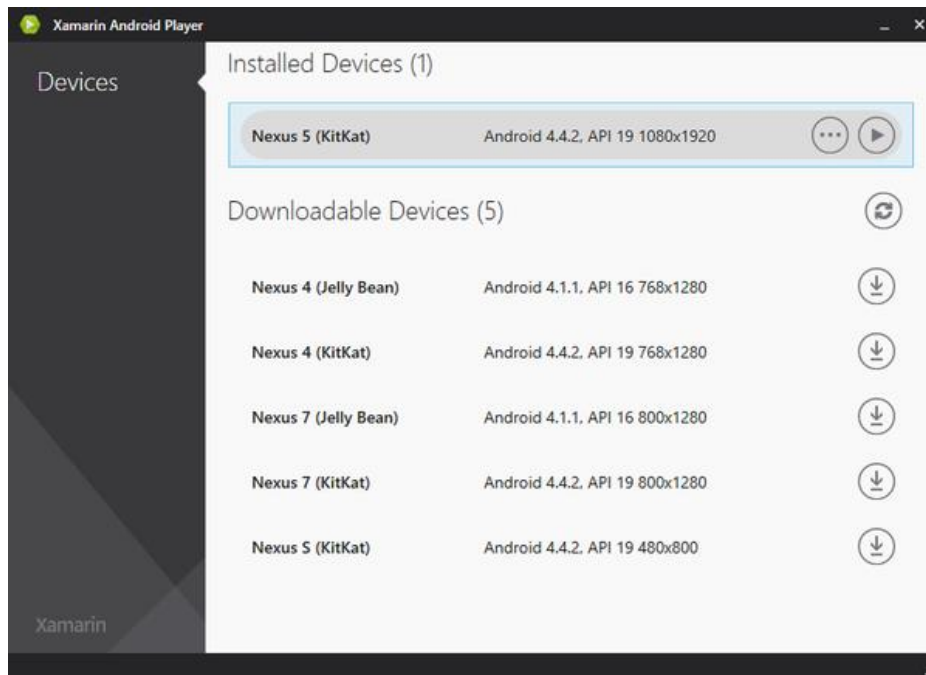 Xamarin Android Player
Devices
Installed Devices (1)
Nexus 5 (KitKat) Android 4.4.2, API 19 1080x1920
Downloadable Devices (5)
Nexus 4 (Jelly Bean) Android 4.1.1, API 16 768x1280
Nexus 4 (KitKat) Android 4.4.2, API 19 768x1280
Nexus 7 (Jelly Bean) Android 4.1.1, API 16 800x1280
Nexus 7 (KitKat) Android 4.4.2, API 19 800x1280
Nexus S (KitKat) Android 4.4.2, API 19 480x800
Xamarin